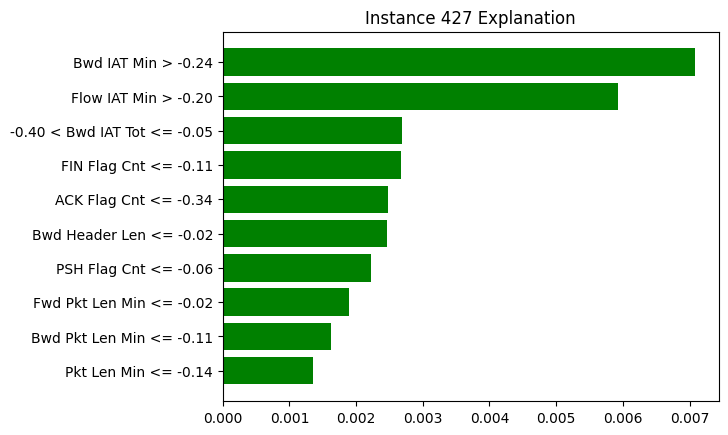 Instance 427 Explanation
Bwd IAT Min > -0.24
Flow IAT Min > -0.20
-0.40 < Bwd IAT Tot <= -0.05
FIN Flag Cnt <= -0.11
ACK Flag Cnt <= -0.34
Bwd Header Len <= -0.02
PSH Flag Cnt <= -0.06
Fwd Pkt Len Min <= -0.02
Bwd Pkt Len Min <= -0.11
Pkt Len Min <= -0.14
0.000 0.001 0.002 0.003 0.004 0.005 0.006 0.007